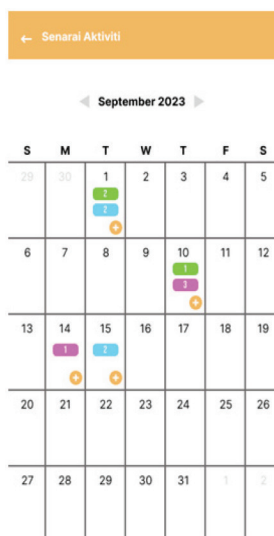 ← Senarai Aktiviti
September 2023
S M T W T F S
29 30 1 2 3 4 5
2
2
6 7 8 9 10 11 12
1
3
13 14 15 16 17 18 19
1 2
20 21 22 23 24 25 26
27 28 29 30 31 1 2